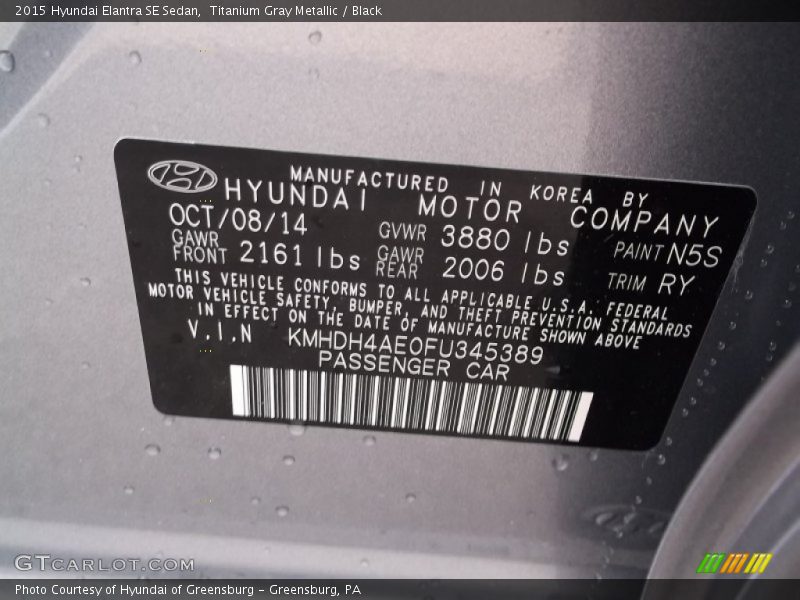 2015 Hyundai Elantra SE Sedan,  Titanium Gray Metallic / Black
MANUFACTURED IN KOREA BY
HYUNDAI MOTOR COMPANY
OCT/08/14 GVWR 3880 lbs PAINT N5S
GAWR FRONT 2161 lbs GAWR REAR 2006 lbs TRIM RY
THIS VEHICLE CONFORMS TO ALL APPLICABLE U.S.A. FEDERAL
MOTOR VEHICLE SAFETY, BUMPER, AND THEFT PREVENTION STANDARDS
IN EFFECT ON THE DATE OF MANUFACTURE SHOWN ABOVE
V.I.N KMHDH4AE0FU345389
PASSENGER CAR
GTCARLOT.COM
Photo Courtesy of Hyundai of Greensburg - Greensburg, PA